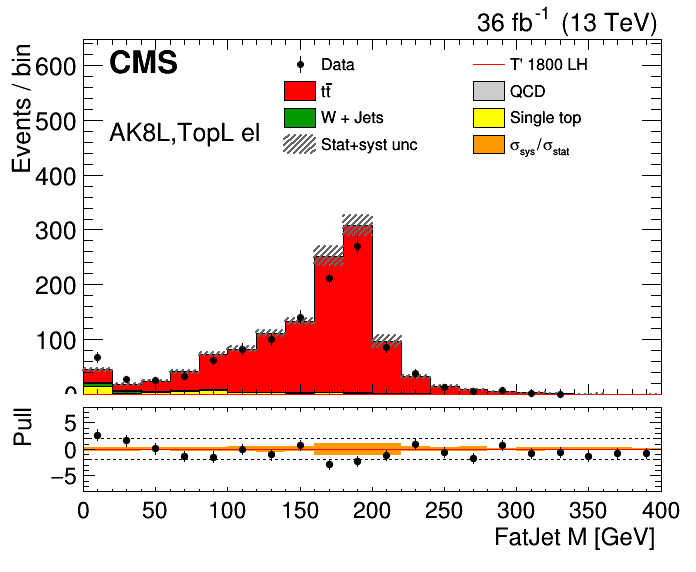 36 fb⁻¹ (13 TeV)
CMS
AK8L,TopL el
Data
T' 1800 LH
tt̄
QCD
W + Jets
Single top
Stat+syst unc
σsys/σstat
Events / bin
600
500
400
300
200
100
0
Pull
5
0
−5
0 50 100 150 200 250 300 350 400
FatJet M [GeV]